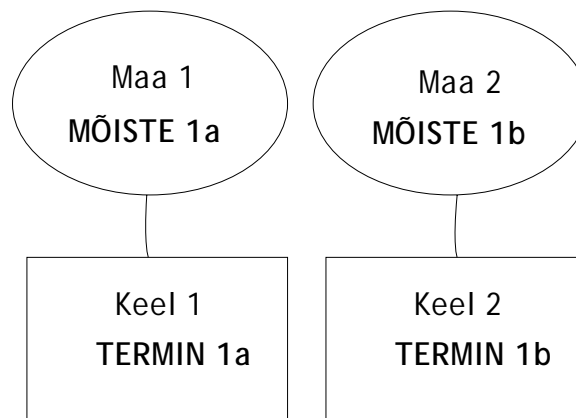 Maa 1
MÕISTE 1a
Maa 2
MÕISTE 1b
Keel 1
TERMIN 1a
Keel 2
TERMIN 1b